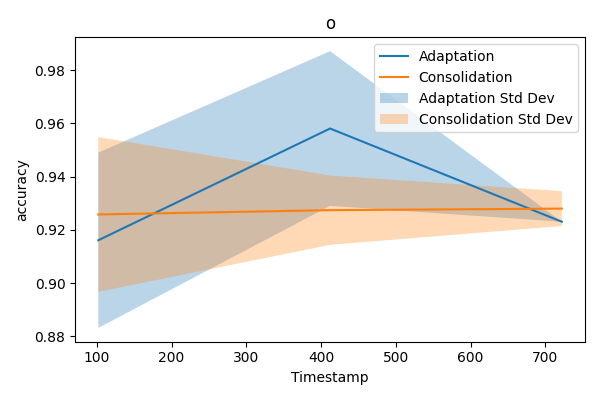 o
accuracy
0.98
0.96
0.94
0.92
0.90
0.88
Adaptation
Consolidation
Adaptation Std Dev
Consolidation Std Dev
100 200 300 400 500 600 700
Timestamp